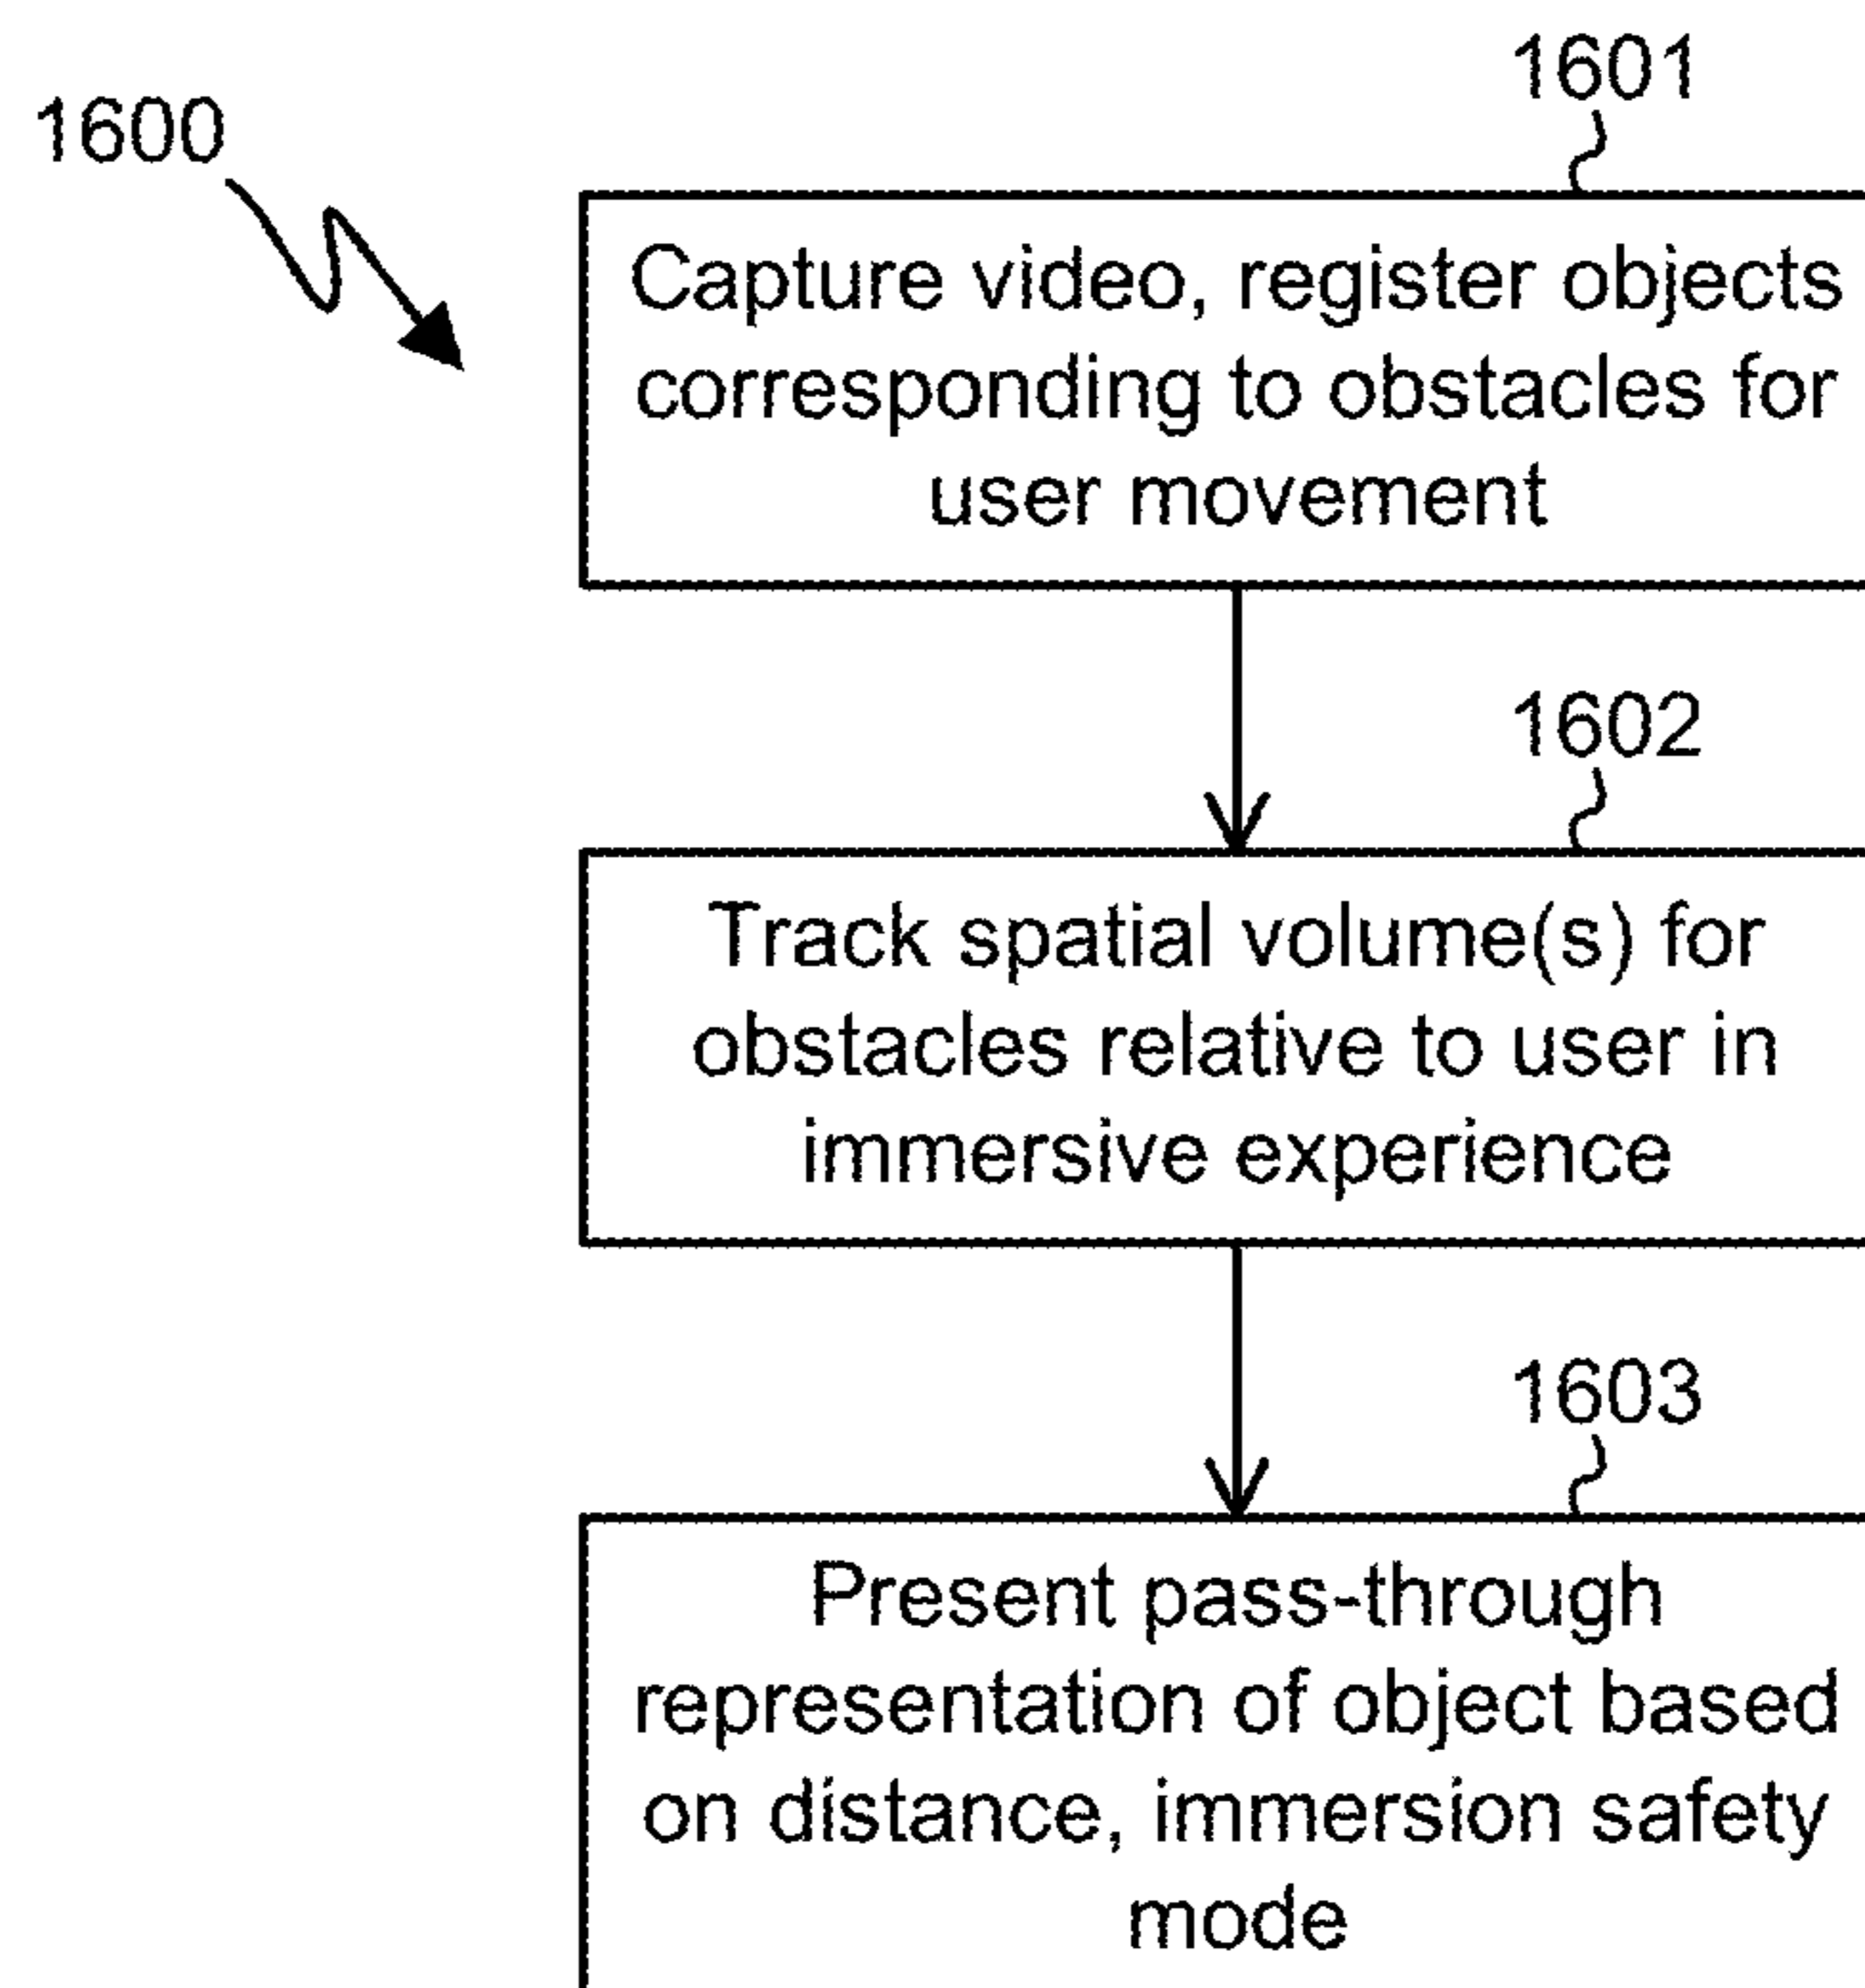 1600
1601
Capture video, register objects
corresponding to obstacles for
user movement
1602
Track spatial volume(s) for
obstacles relative to user in
immersive experience
1603
Present pass-through
representation of object based
on distance, immersion safety
mode